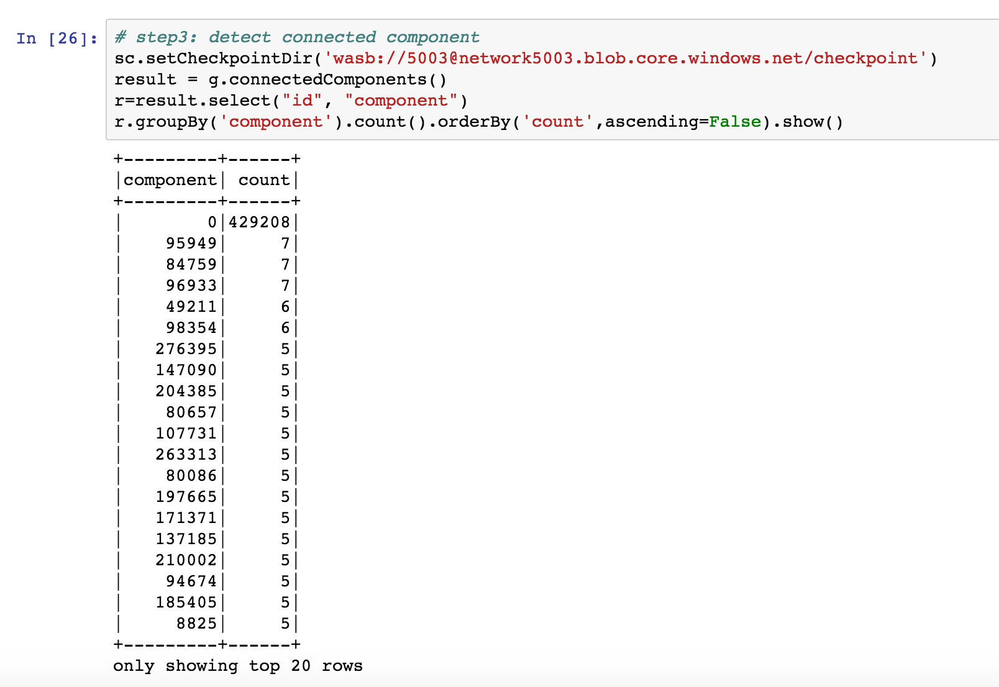 In [26]:
# step3: detect connected component
sc.setCheckpointDir('wasb://5003@network5003.blob.core.windows.net/checkpoint')
result = g.connectedComponents()
r=result.select("id", "component")
r.groupBy('component').count().orderBy('count',ascending=False).show()
+---------+------+
|component| count|
+---------+------+
|        0|429208|
|    95949|     7|
|    84759|     7|
|    96933|     7|
|    49211|     6|
|    98354|     6|
|   276395|     5|
|   147090|     5|
|   204385|     5|
|    80657|     5|
|   107731|     5|
|   263313|     5|
|    80086|     5|
|   197665|     5|
|   171371|     5|
|   137185|     5|
|   210002|     5|
|    94674|     5|
|   185405|     5|
|     8825|     5|
+---------+------+
only showing top 20 rows